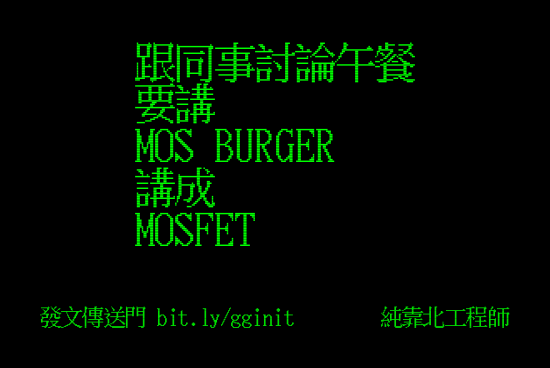 跟同事討論午餐
要講
MOS BURGER
講成
MOSFET
發文傳送門 bit.ly/gginit
純靠北工程師